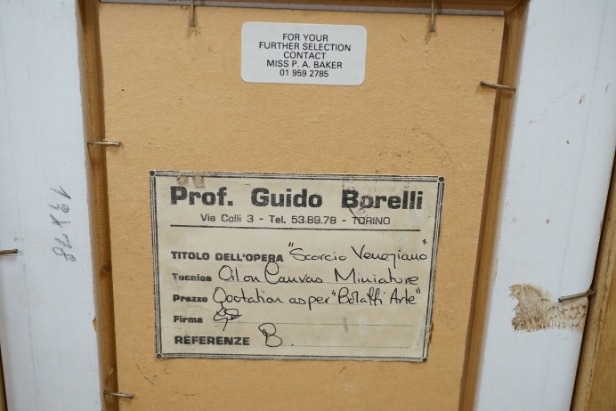 FOR YOUR
FURTHER SELECTION
CONTACT
MISS P. A. BAKER
01 959 2785
Prof. Guido Borelli
Via Colli 3 - Tel. 53.89.78 - TORINO
TITOLO DELL'OPERA "Scorcio Veneziano"
Tecnica Oil on Canvas Miniature
Prezzo Qootation as per "Bolaffi Arte"
Firma
REFERENZE B.